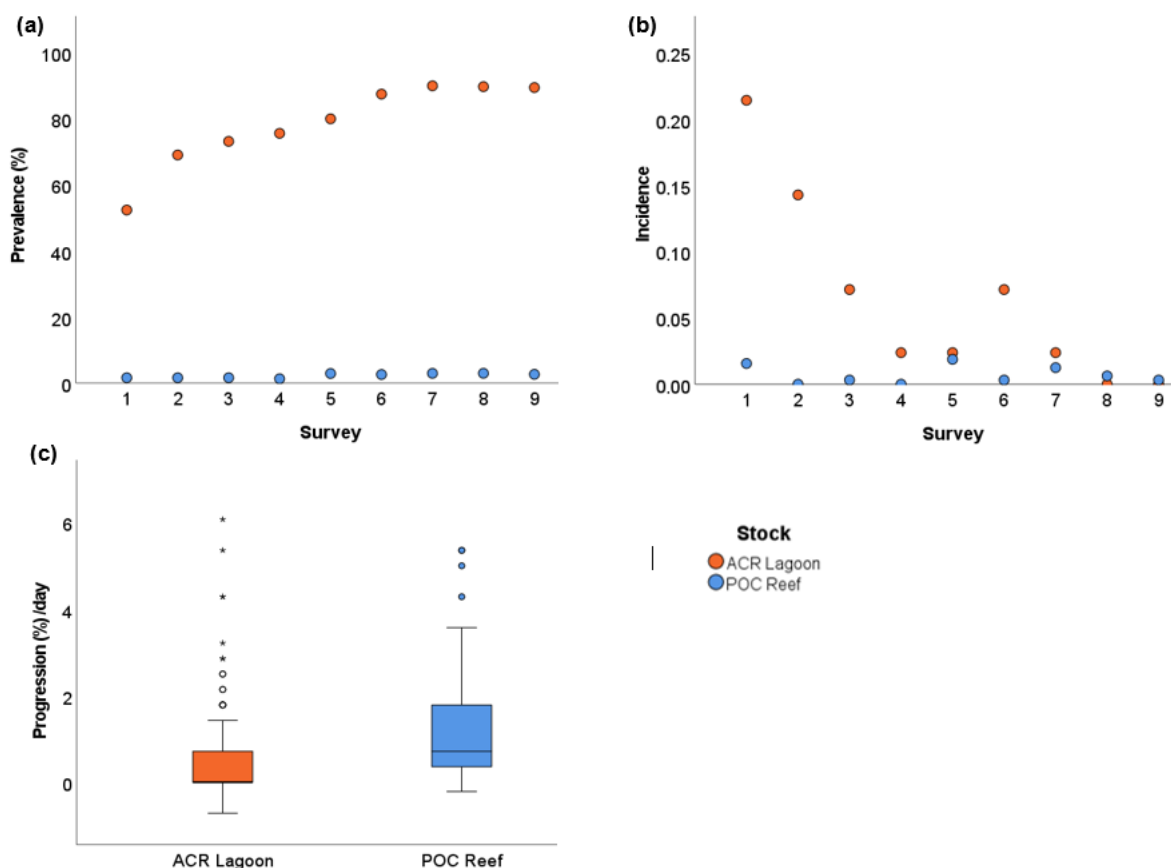 (a)
100
80
60
40
20
0
Prevalence (%)
1 2 3 4 5 6 7 8 9
Survey
(b)
0.25
0.20
0.15
0.10
0.05
0.00
Incidence
1 2 3 4 5 6 7 8 9
Survey
(c)
6
4
2
0
Progression (%)/day
ACR Lagoon POC Reef
Stock
ACR Lagoon
POC Reef